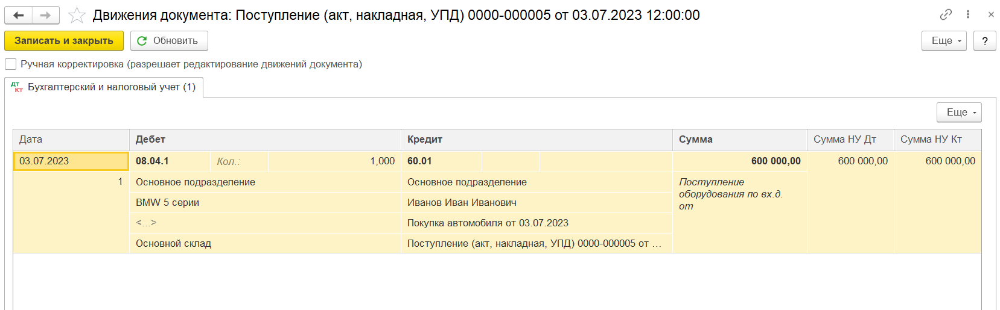 Движения документа: Поступление (акт, накладная, УПД) 0000-000005 от 03.07.2023 12:00:00
Записать и закрыть Обновить Еще ?
Ручная корректировка (разрешает редактирование движений документа)
Дт Кт Бухгалтерский и налоговый учет (1)
Еще
Дата Дебет Кредит Сумма Сумма НУ Дт Сумма НУ Кт
03.07.2023 08.04.1 Кол.: 1,000 60.01 600 000,00 600 000,00 600 000,00
1 Основное подразделение Основное подразделение Поступление
оборудования по вх.д.
от
BMW 5 серии Иванов Иван Иванович
<...> Покупка автомобиля от 03.07.2023
Основной склад Поступление (акт, накладная, УПД) 0000-000005 от ...